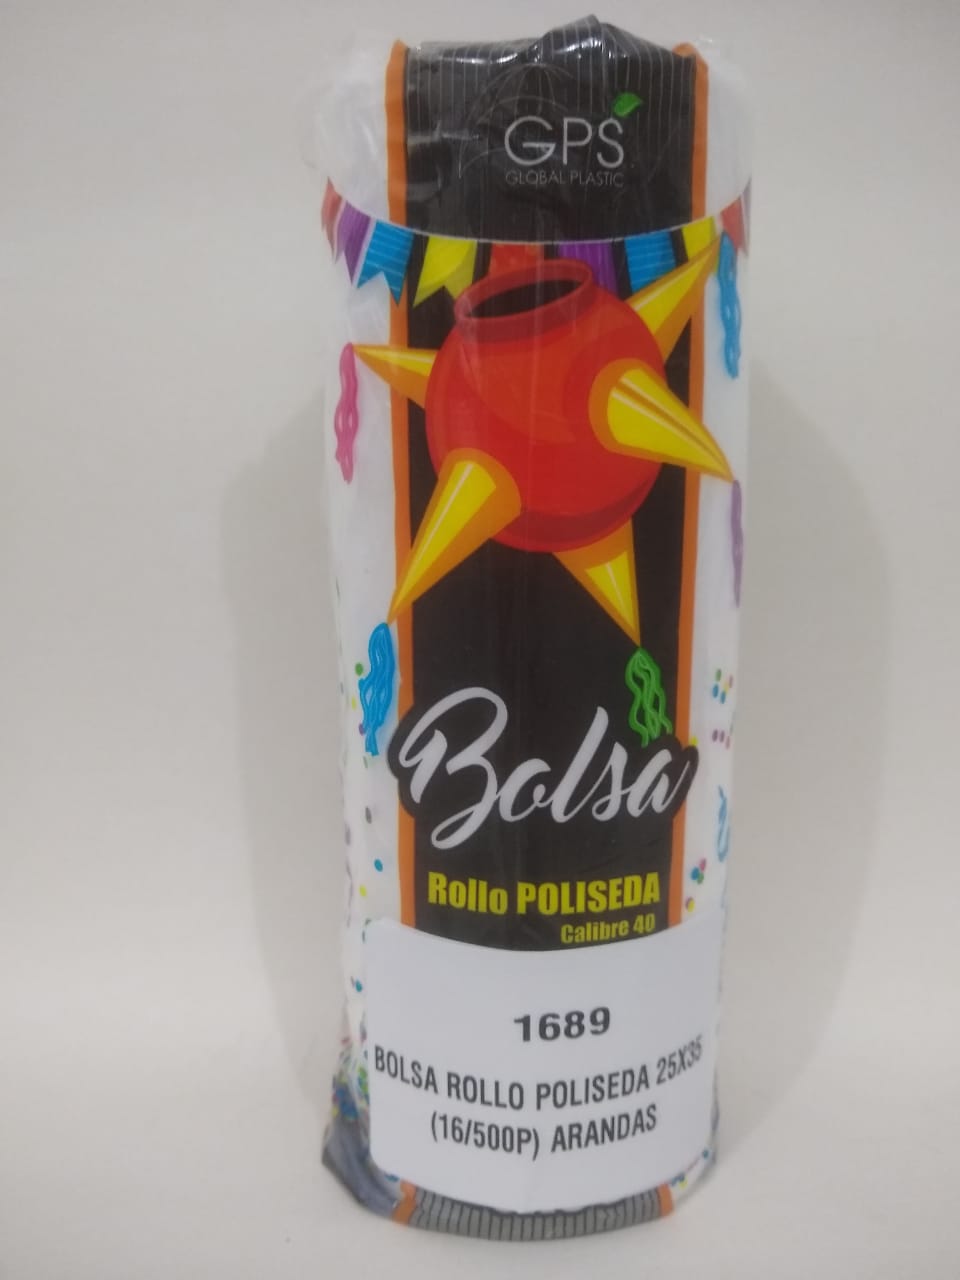 GPS
GLOBAL PLASTIC
Bolsa
Rollo POLISEDA
Calibre 40
1689
BOLSA ROLLO POLISEDA 25X35
(16/500P) ARANDAS